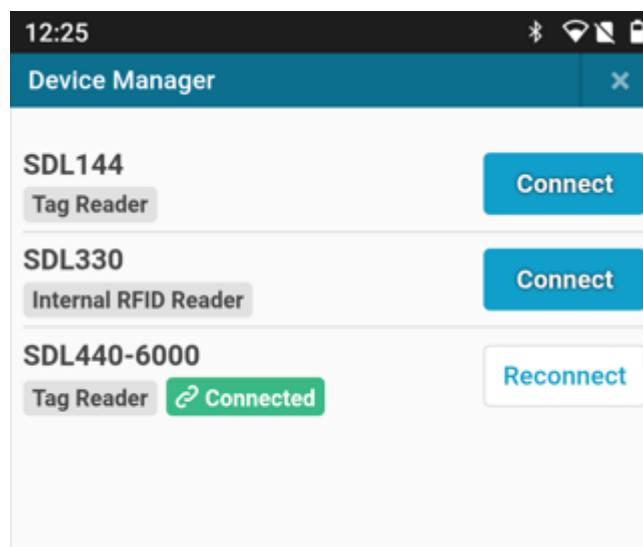 12:25
Device Manager
SDL144
Tag Reader
Connect
SDL330
Internal RFID Reader
Connect
SDL440-6000
Tag Reader Connected
Reconnect